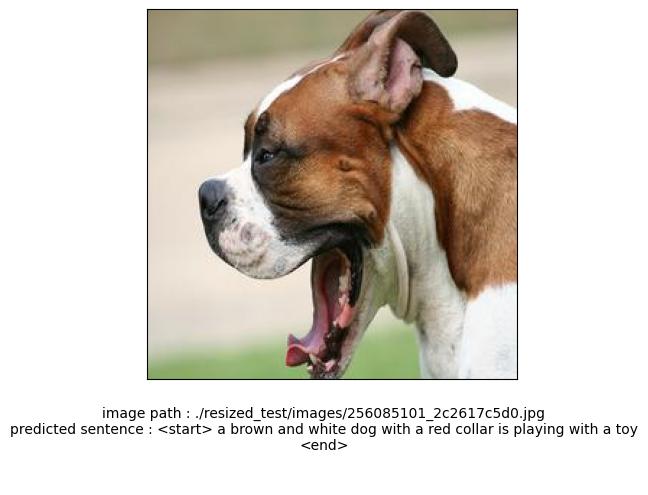 image path : ./resized_test/images/256085101_2c2617c5d0.jpg
predicted sentence : <start> a brown and white dog with a red collar is playing with a toy
<end>